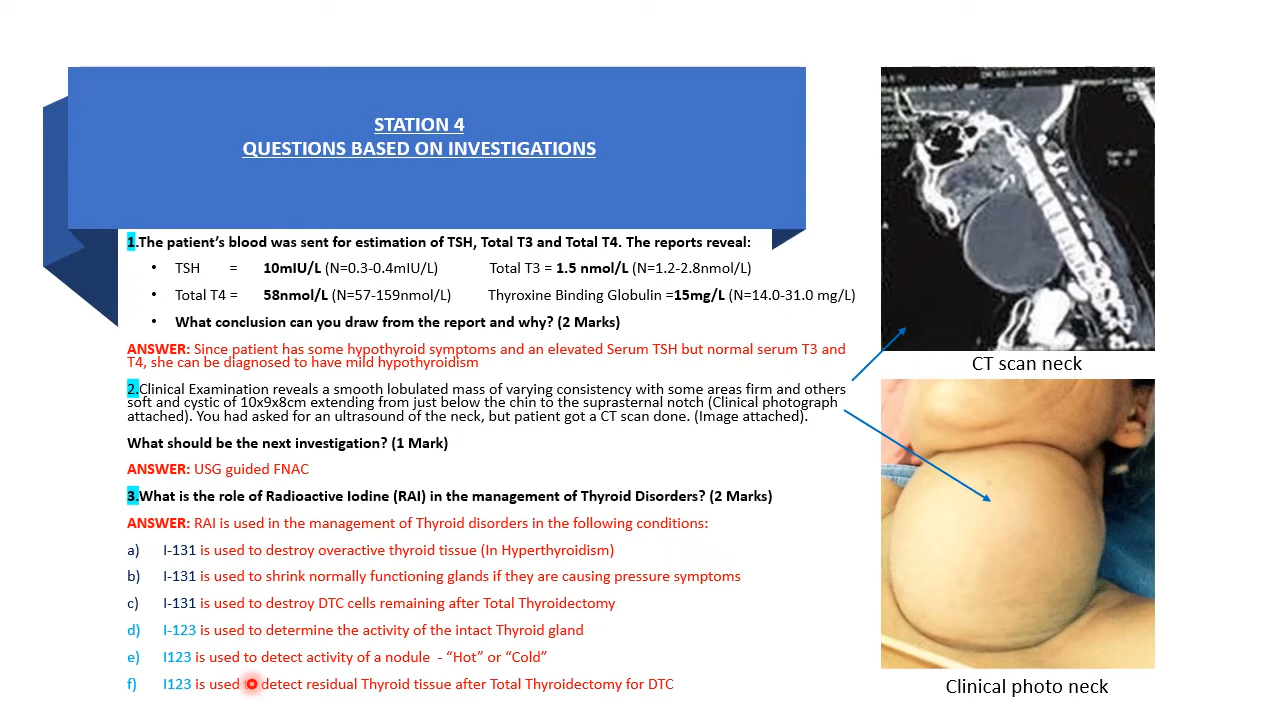 STATION 4
QUESTIONS BASED ON INVESTIGATIONS
1.The patient's blood was sent for estimation of TSH, Total T3 and Total T4. The reports reveal:
• TSH = 10mIU/L (N=0.3-0.4mIU/L) Total T3 = 1.5 nmol/L (N=1.2-2.8nmol/L)
• Total T4 = 58nmol/L (N=57-159nmol/L) Thyroxine Binding Globulin =15mg/L (N=14.0-31.0 mg/L)
• What conclusion can you draw from the report and why? (2 Marks)
ANSWER: Since patient has some hypothyroid symptoms and an elevated Serum TSH but normal serum T3 and
T4, she can be diagnosed to have mild hypothyroidism
2.Clinical Examination reveals a smooth lobulated mass of varying consistency with some areas firm and others
soft and cystic of 10x9x8cm extending from just below the chin to the suprasternal notch (Clinical photograph
attached). You had asked for an ultrasound of the neck, but patient got a CT scan done. (Image attached).
What should be the next investigation? (1 Mark)
ANSWER: USG guided FNAC
3.What is the role of Radioactive Iodine (RAI) in the management of Thyroid Disorders? (2 Marks)
ANSWER: RAI is used in the management of Thyroid disorders in the following conditions:
a) I-131 is used to destroy overactive thyroid tissue (In Hyperthyroidism)
b) I-131 is used to shrink normally functioning glands if they are causing pressure symptoms
c) I-131 is used to destroy DTC cells remaining after Total Thyroidectomy
d) I-123 is used to determine the activity of the intact Thyroid gland
e) I123 is used to detect activity of a nodule - "Hot" or "Cold"
f) I123 is used detect residual Thyroid tissue after Total Thyroidectomy for DTC
CT scan neck
Clinical photo neck